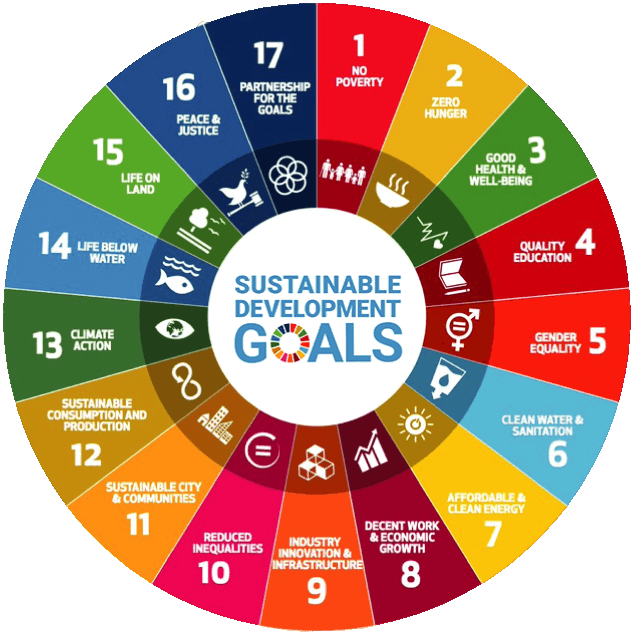 SUSTAINABLE
DEVELOPMENT
GOALS
1
NO
POVERTY
2
ZERO
HUNGER
3
GOOD
HEALTH &
WELL-BEING
4
QUALITY
EDUCATION
5
GENDER
EQUALITY
CLEAN WATER &
SANITATION
6
AFFORDABLE &
CLEAN ENERGY
7
DECENT WORK
& ECONOMIC
GROWTH
8
INDUSTRY
INNOVATION &
INFRASTRUCTURE
9
REDUCED
INEQUALITIES
10
SUSTAINABLE CITY
& COMMUNITIES
11
SUSTAINABLE
CONSUMPTION AND
PRODUCTION
12
13
CLIMATE
ACTION
14
LIFE BELOW
WATER
15
LIFE ON
LAND
16
PEACE &
JUSTICE
17
PARTNERSHIP
FOR THE
GOALS